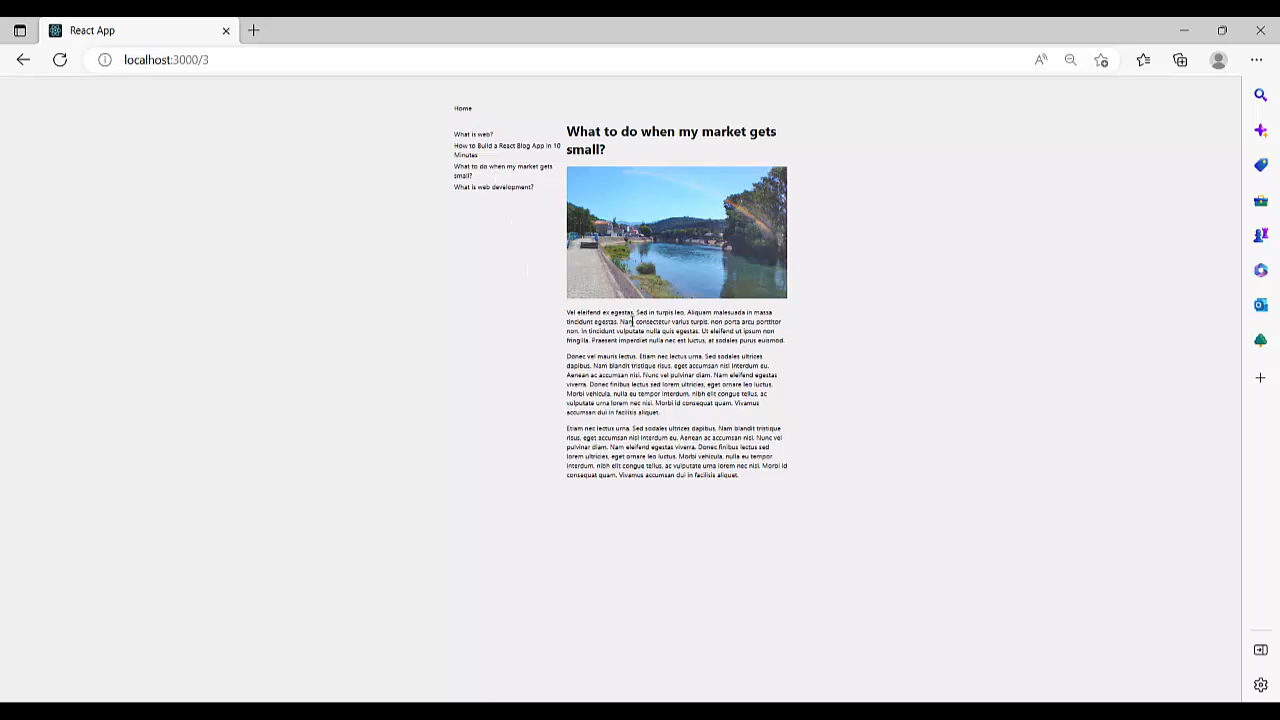 React App
localhost:3000/3
Home
What is web?
How to Build a React Blog App in 10
Minutes
What to do when my market gets
small?
What is web development?
What to do when my market gets
small?
Vel eleifend ex egestas. Sed in turpis leo. Aliquam malesuada in massa
tincidunt egestas. Nam consectetur varius turpis, non porta arcu porttitor
non. In tincidunt vulputate nulla quis egestas. Ut eleifend ut ipsum non
fringilla. Praesent imperdiet nulla nec est luctus, at sodales purus euismod.
Donec vel mauris lectus. Etiam nec lectus urna. Sed sodales ultrices
dapibus. Nam blandit tristique risus, eget accumsan nisl interdum eu.
Aenean ac accumsan nisi. Nunc vel pulvinar diam. Nam eleifend egestas
viverra. Donec finibus lectus sed lorem ultricies, eget ornare leo luctus.
Morbi vehicula, nulla eu tempor interdum, nibh elit congue tellus, ac
vulputate urna lorem nec nisi. Morbi id consequat quam. Vivamus
accumsan dui in facilisis aliquet.
Etiam nec lectus urna. Sed sodales ultrices dapibus. Nam blandit tristique
risus, eget accumsan nisl interdum eu. Aenean ac accumsan nisi. Nunc vel
pulvinar diam. Nam eleifend egestas viverra. Donec finibus lectus sed
lorem ultricies, eget ornare leo luctus. Morbi vehicula, nulla eu tempor
interdum, nibh elit congue tellus, ac vulputate urna lorem nec nisi. Morbi id
consequat quam. Vivamus accumsan dui in facilisis aliquet.